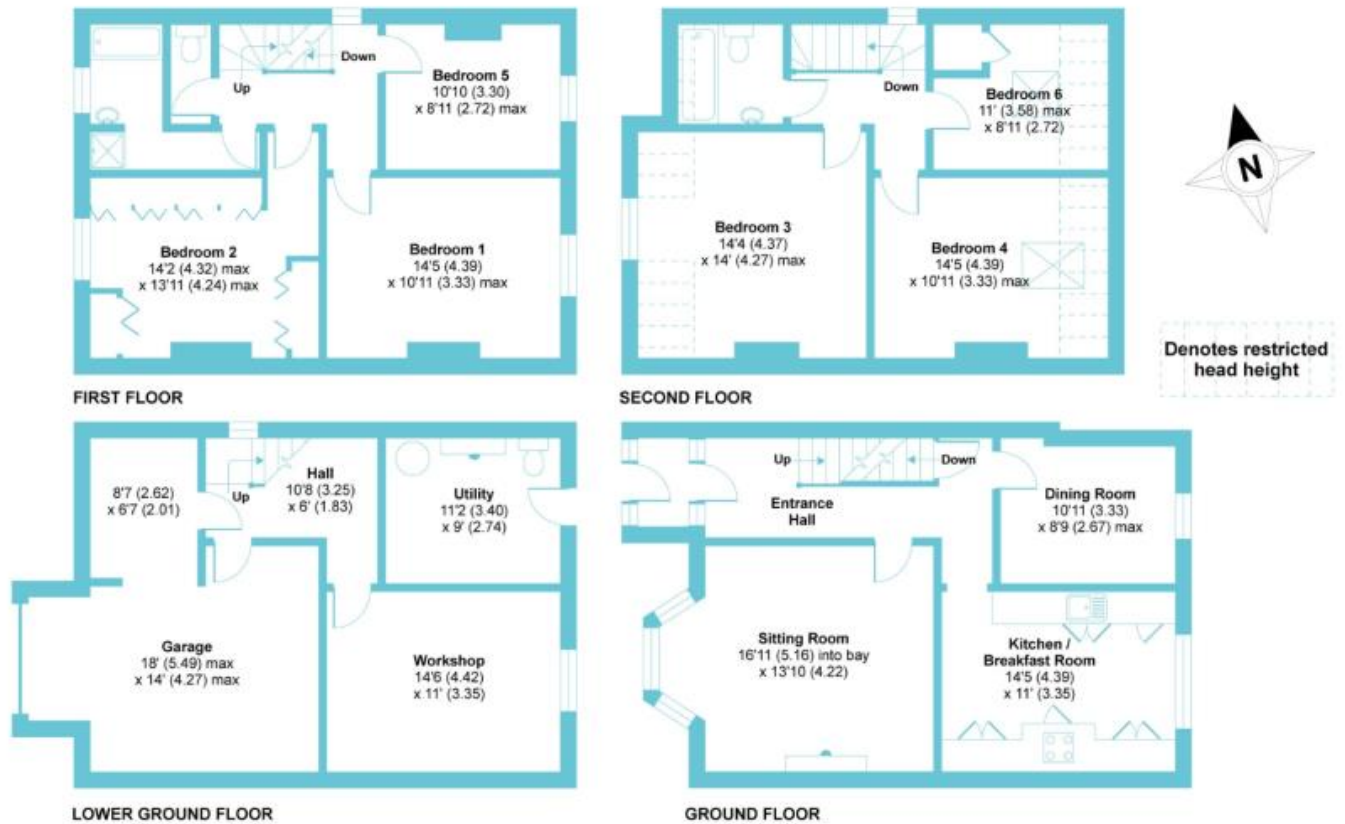 Down
Up
Bedroom 5
10'10 (3.30)
x 8'11 (2.72) max
Bedroom 2
14'2 (4.32) max
x 13'11 (4.24) max
Bedroom 1
14'5 (4.39)
x 10'11 (3.33) max
FIRST FLOOR
Down
Bedroom 6
11' (3.58) max
x 8'11 (2.72)
Bedroom 3
14'4 (4.37)
x 14' (4.27) max
Bedroom 4
14'5 (4.39)
x 10'11 (3.33) max
SECOND FLOOR
N
Denotes restricted
head height
8'7 (2.62)
x 6'7 (2.01)
Up
Hall
10'8 (3.25)
x 6' (1.83)
Utility
11'2 (3.40)
x 9' (2.74)
Garage
18' (5.49) max
x 14' (4.27) max
Workshop
14'6 (4.42)
x 11' (3.35)
LOWER GROUND FLOOR
Up
Down
Entrance
Hall
Dining Room
10'11 (3.33)
x 8'9 (2.67) max
Sitting Room
16'11 (5.16) into bay
x 13'10 (4.22)
Kitchen /
Breakfast Room
14'5 (4.39)
x 11' (3.35)
GROUND FLOOR